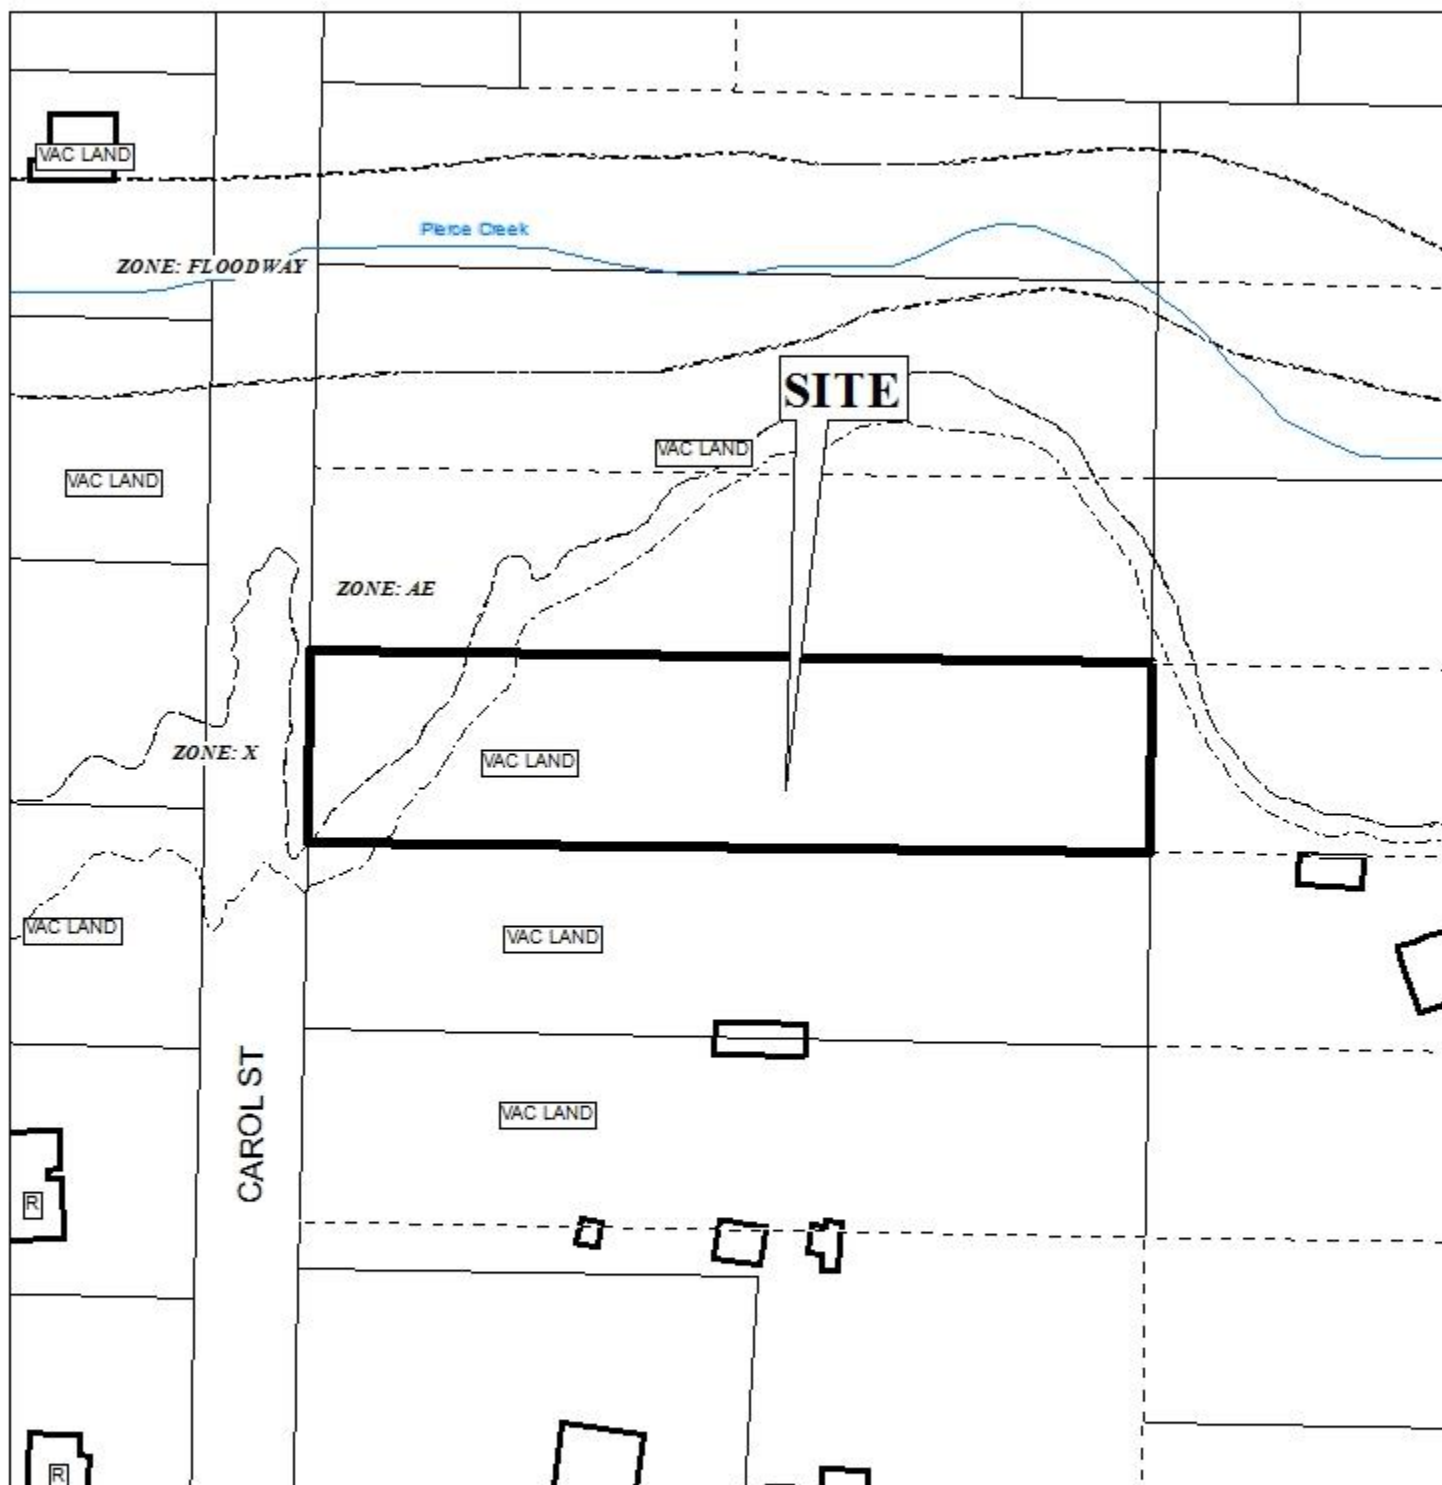 VAC LAND
Pierce Creek
ZONE: FLOODWAY
SITE
VAC LAND
VAC LAND
ZONE: AE
ZONE: X
VAC LAND
VAC LAND
VAC LAND
CAROL ST
VAC LAND
R
R